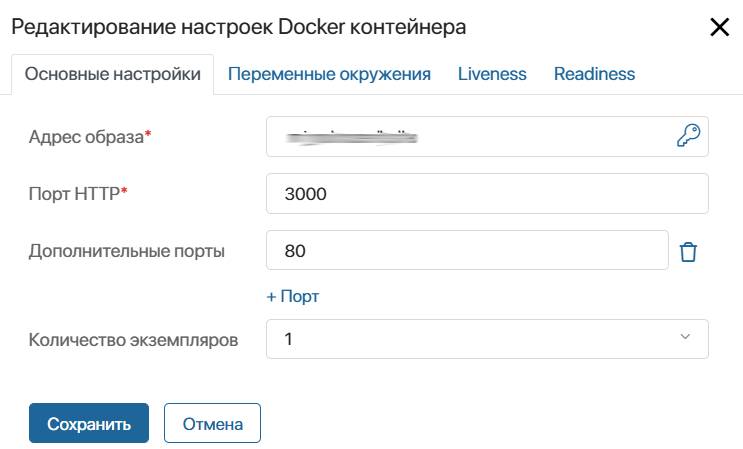 Редактирование настроек Docker контейнера
Основные настройки Переменные окружения Liveness Readiness
Адрес образа*
Порт HTTP* 3000
Дополнительные порты 80
+ Порт
Количество экземпляров 1
Сохранить Отмена